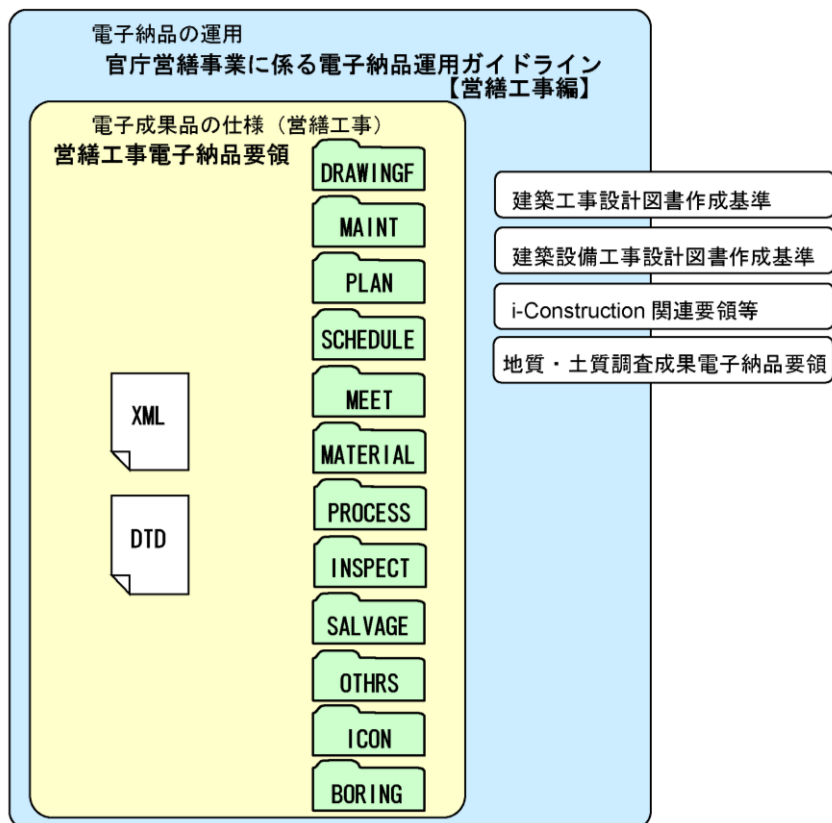 電子納品の運用
官庁営繕事業に係る電子納品運用ガイドライン
【営繕工事編】
電子成果品の仕様（営繕工事）
営繕工事電子納品要領
DRAWINGF
MAINT
PLAN
SCHEDULE
MEET
MATERIAL
PROCESS
INSPECT
SALVAGE
OTHRS
ICON
BORING
XML
DTD
建築工事設計図書作成基準
建築設備工事設計図書作成基準
i-Construction 関連要領等
地質・土質調査成果電子納品要領